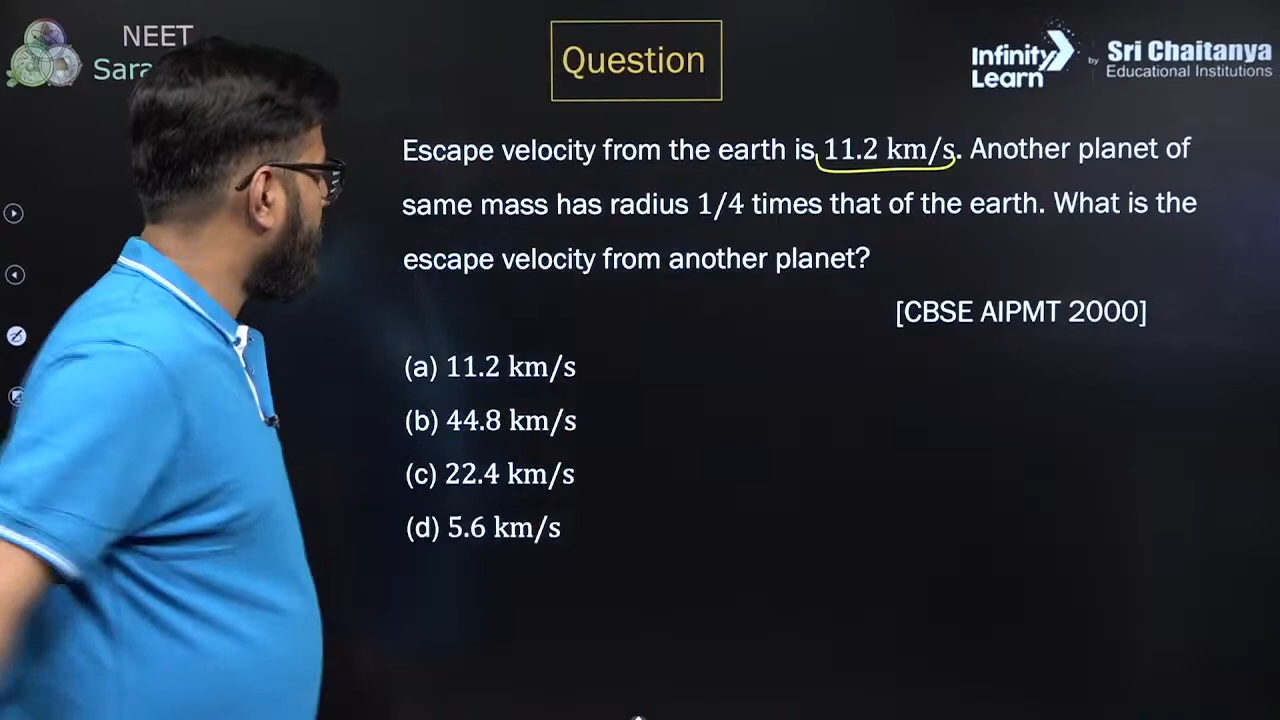 NEET
Question
Infinity Learn
by
Sri Chaitanya
Educational Institutions
Escape velocity from the earth is 11.2 km/s. Another planet of
same mass has radius 1/4 times that of the earth. What is the
escape velocity from another planet?
[CBSE AIPMT 2000]
(a) 11.2 km/s
(b) 44.8 km/s
(c) 22.4 km/s
(d) 5.6 km/s